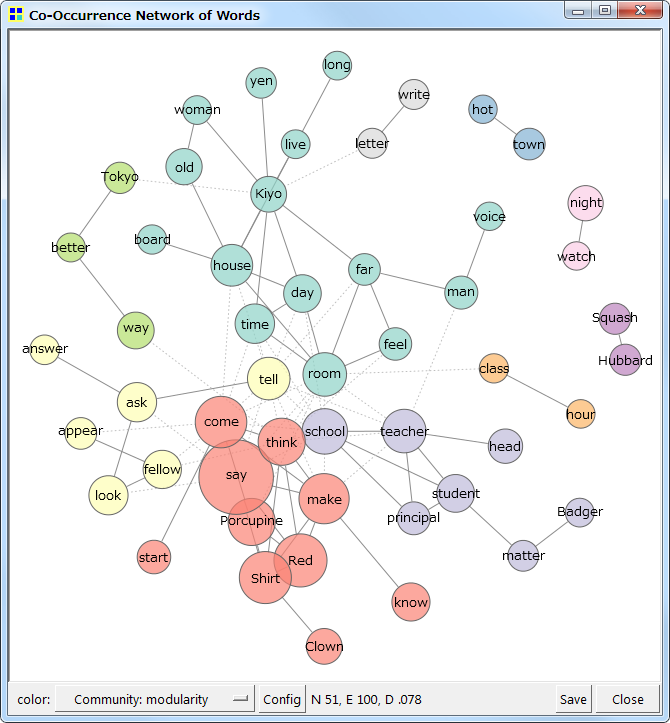 Co-Occurrence Network of Words
long
yen
write
woman
hot
live
letter
town
old
Tokyo
Kiyo
night
voice
board
better
watch
house
far
day
man
Squash
time
way
feel
answer
Hubbard
class
room
tell
ask
hour
come
appear
school
teacher
think
head
fellow
say
look
student
make
Badger
principal
Porcupine
start
matter
Red
Shirt
know
Clown
color: Community: modularity Config N 51, E 100, D .078 Save Close